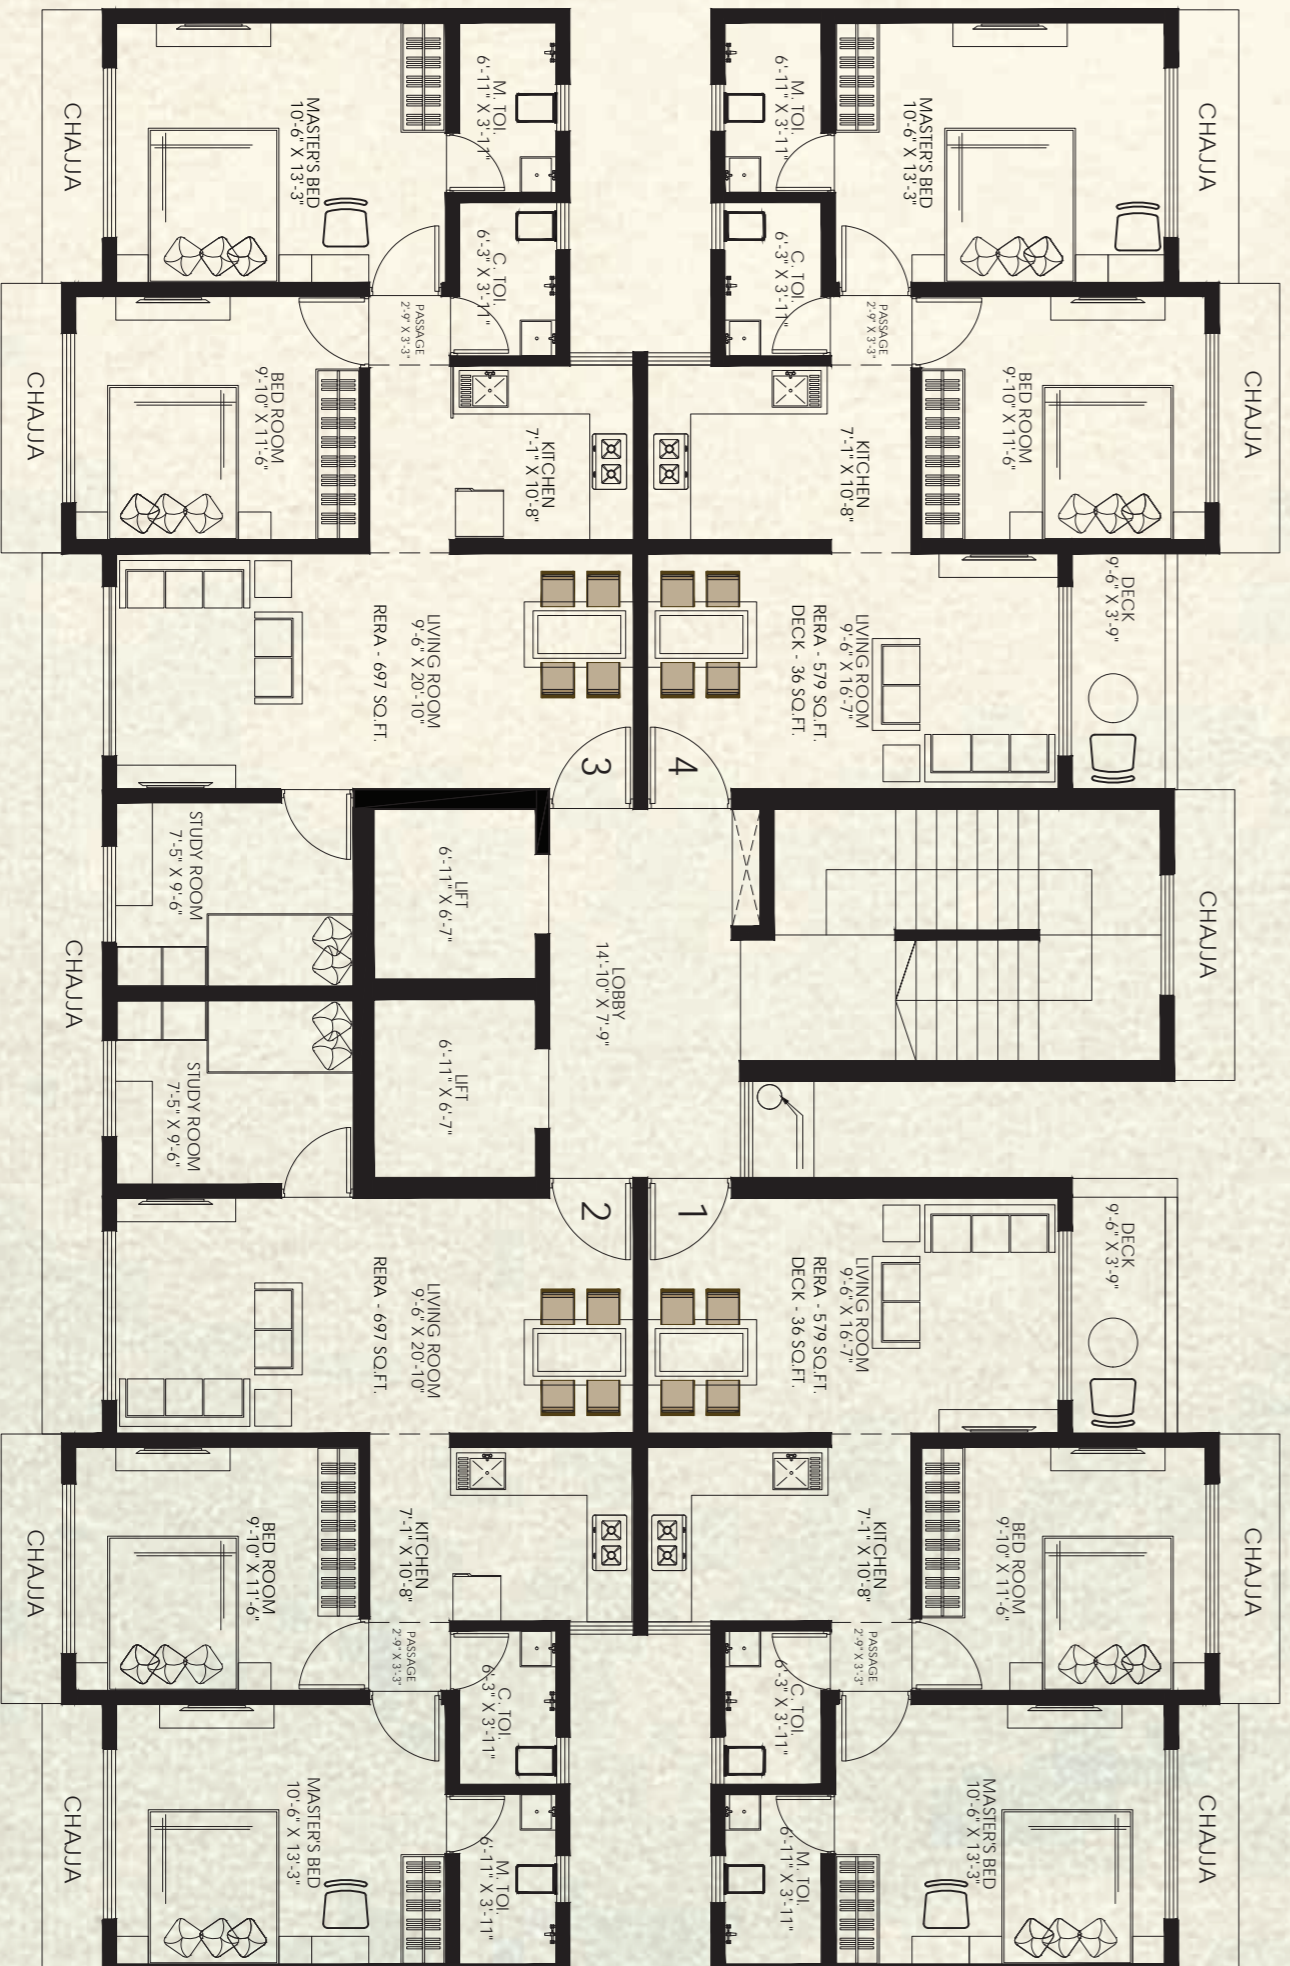 CHAJJA
MASTER'S BED
10'-6" X 13'-3"
M. TOI.
6'-11" X 3'-11"
M. TOI.
6'-11" X 3'-11"
MASTER'S BED
10'-6" X 13'-3"
CHAJJA
C. TOI.
6'-3" X 3'-11"
C. TOI.
6'-3" X 3'-11"
PASSAGE
2'-9" X 3'-3"
PASSAGE
2'-9" X 3'-3"
CHAJJA
BED ROOM
9'-10" X 11'-6"
KITCHEN
7'-1" X 10'-8"
KITCHEN
7'-1" X 10'-8"
BED ROOM
9'-10" X 11'-6"
CHAJJA
LIVING ROOM
9'-6" X 20'-10"
RERA - 697 SQ.FT.
LIVING ROOM
9'-6" X 16'-7"
RERA - 579 SQ.FT.
DECK - 36 SQ.FT.
DECK
9'-6" X 3'-9"
3
4
STUDY ROOM
7'-5" X 9'-6"
LIFT
6'-11" X 6'-7"
CHAJJA
CHAJJA
LOBBY
14'-10" X 7'-9"
STUDY ROOM
7'-5" X 9'-6"
LIFT
6'-11" X 6'-7"
2
1
LIVING ROOM
9'-6" X 20'-10"
RERA - 697 SQ.FT.
LIVING ROOM
9'-6" X 16'-7"
RERA - 579 SQ.FT.
DECK - 36 SQ.FT.
DECK
9'-6" X 3'-9"
CHAJJA
BED ROOM
9'-10" X 11'-6"
KITCHEN
7'-1" X 10'-8"
KITCHEN
7'-1" X 10'-8"
BED ROOM
9'-10" X 11'-6"
CHAJJA
PASSAGE
2'-9" X 3'-3"
PASSAGE
2'-9" X 3'-3"
C. TOI.
6'-3" X 3'-11"
C. TOI.
6'-3" X 3'-11"
CHAJJA
MASTER'S BED
10'-6" X 13'-3"
M. TOI.
6'-11" X 3'-11"
M. TOI.
6'-11" X 3'-11"
MASTER'S BED
10'-6" X 13'-3"
CHAJJA